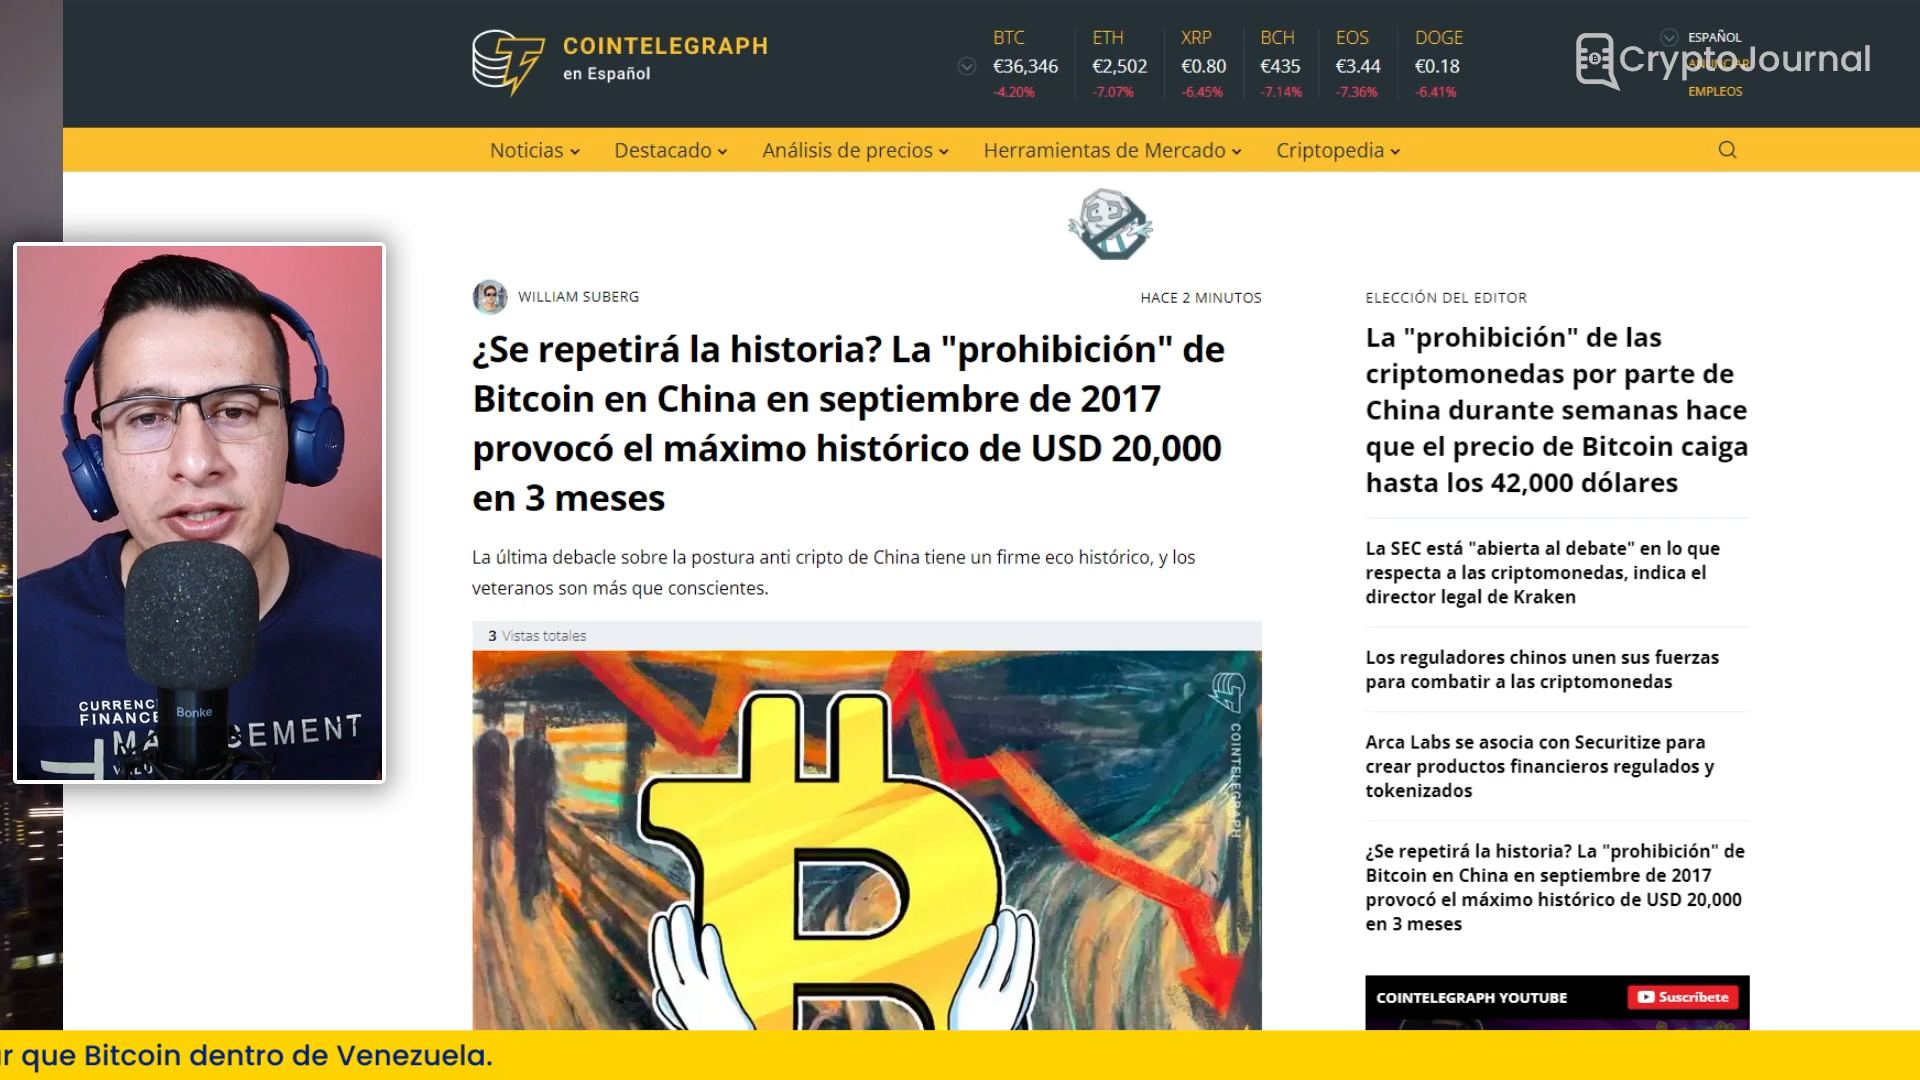 COINTELEGRAPH
en Español
BTC
€36,346
-4.20%
ETH
€2,502
-7.07%
XRP
€0.80
-6.45%
BCH
€435
-7.14%
EOS
€3.44
-7.36%
DOGE
€0.18
-6.41%
ESPAÑOL
ANUNCIAR
EMPLEOS
CryptoJournal
Noticias
Destacado
Análisis de precios
Herramientas de Mercado
Criptopedia
WILLIAM SUBERG
HACE 2 MINUTOS
¿Se repetirá la historia? La "prohibición" de
Bitcoin en China en septiembre de 2017
provocó el máximo histórico de USD 20,000
en 3 meses
La última debacle sobre la postura anti cripto de China tiene un firme eco histórico, y los
veteranos son más que conscientes.
3 Vistas totales
COINTELEGRAPH
ELECCIÓN DEL EDITOR
La "prohibición" de las
criptomonedas por parte de
China durante semanas hace
que el precio de Bitcoin caiga
hasta los 42,000 dólares
La SEC está "abierta al debate" en lo que
respecta a las criptomonedas, indica el
director legal de Kraken
Los reguladores chinos unen sus fuerzas
para combatir a las criptomonedas
Arca Labs se asocia con Securitize para
crear productos financieros regulados y
tokenizados
¿Se repetirá la historia? La "prohibición" de
Bitcoin en China en septiembre de 2017
provocó el máximo histórico de USD 20,000
en 3 meses
COINTELEGRAPH YOUTUBE
Suscríbete
Bonke
r que Bitcoin dentro de Venezuela.